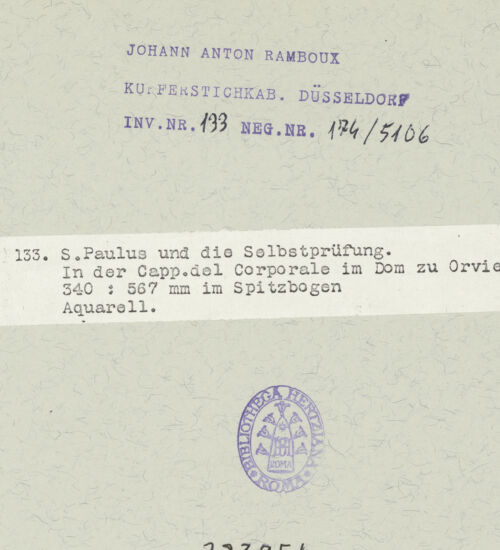 JOHANN ANTON RAMBOUX
KUPFERSTICHKAB. DÜSSELDORF
INV.NR. 133 NEG.NR. 174/5106
133. S.Paulus und die Selbstprüfung.
In der Capp.del Corporale im Dom zu Orvie
340 : 567 mm im Spitzbogen
Aquarell.
BIBLIOTHECA HERTZIANA
ROMA
ROMA